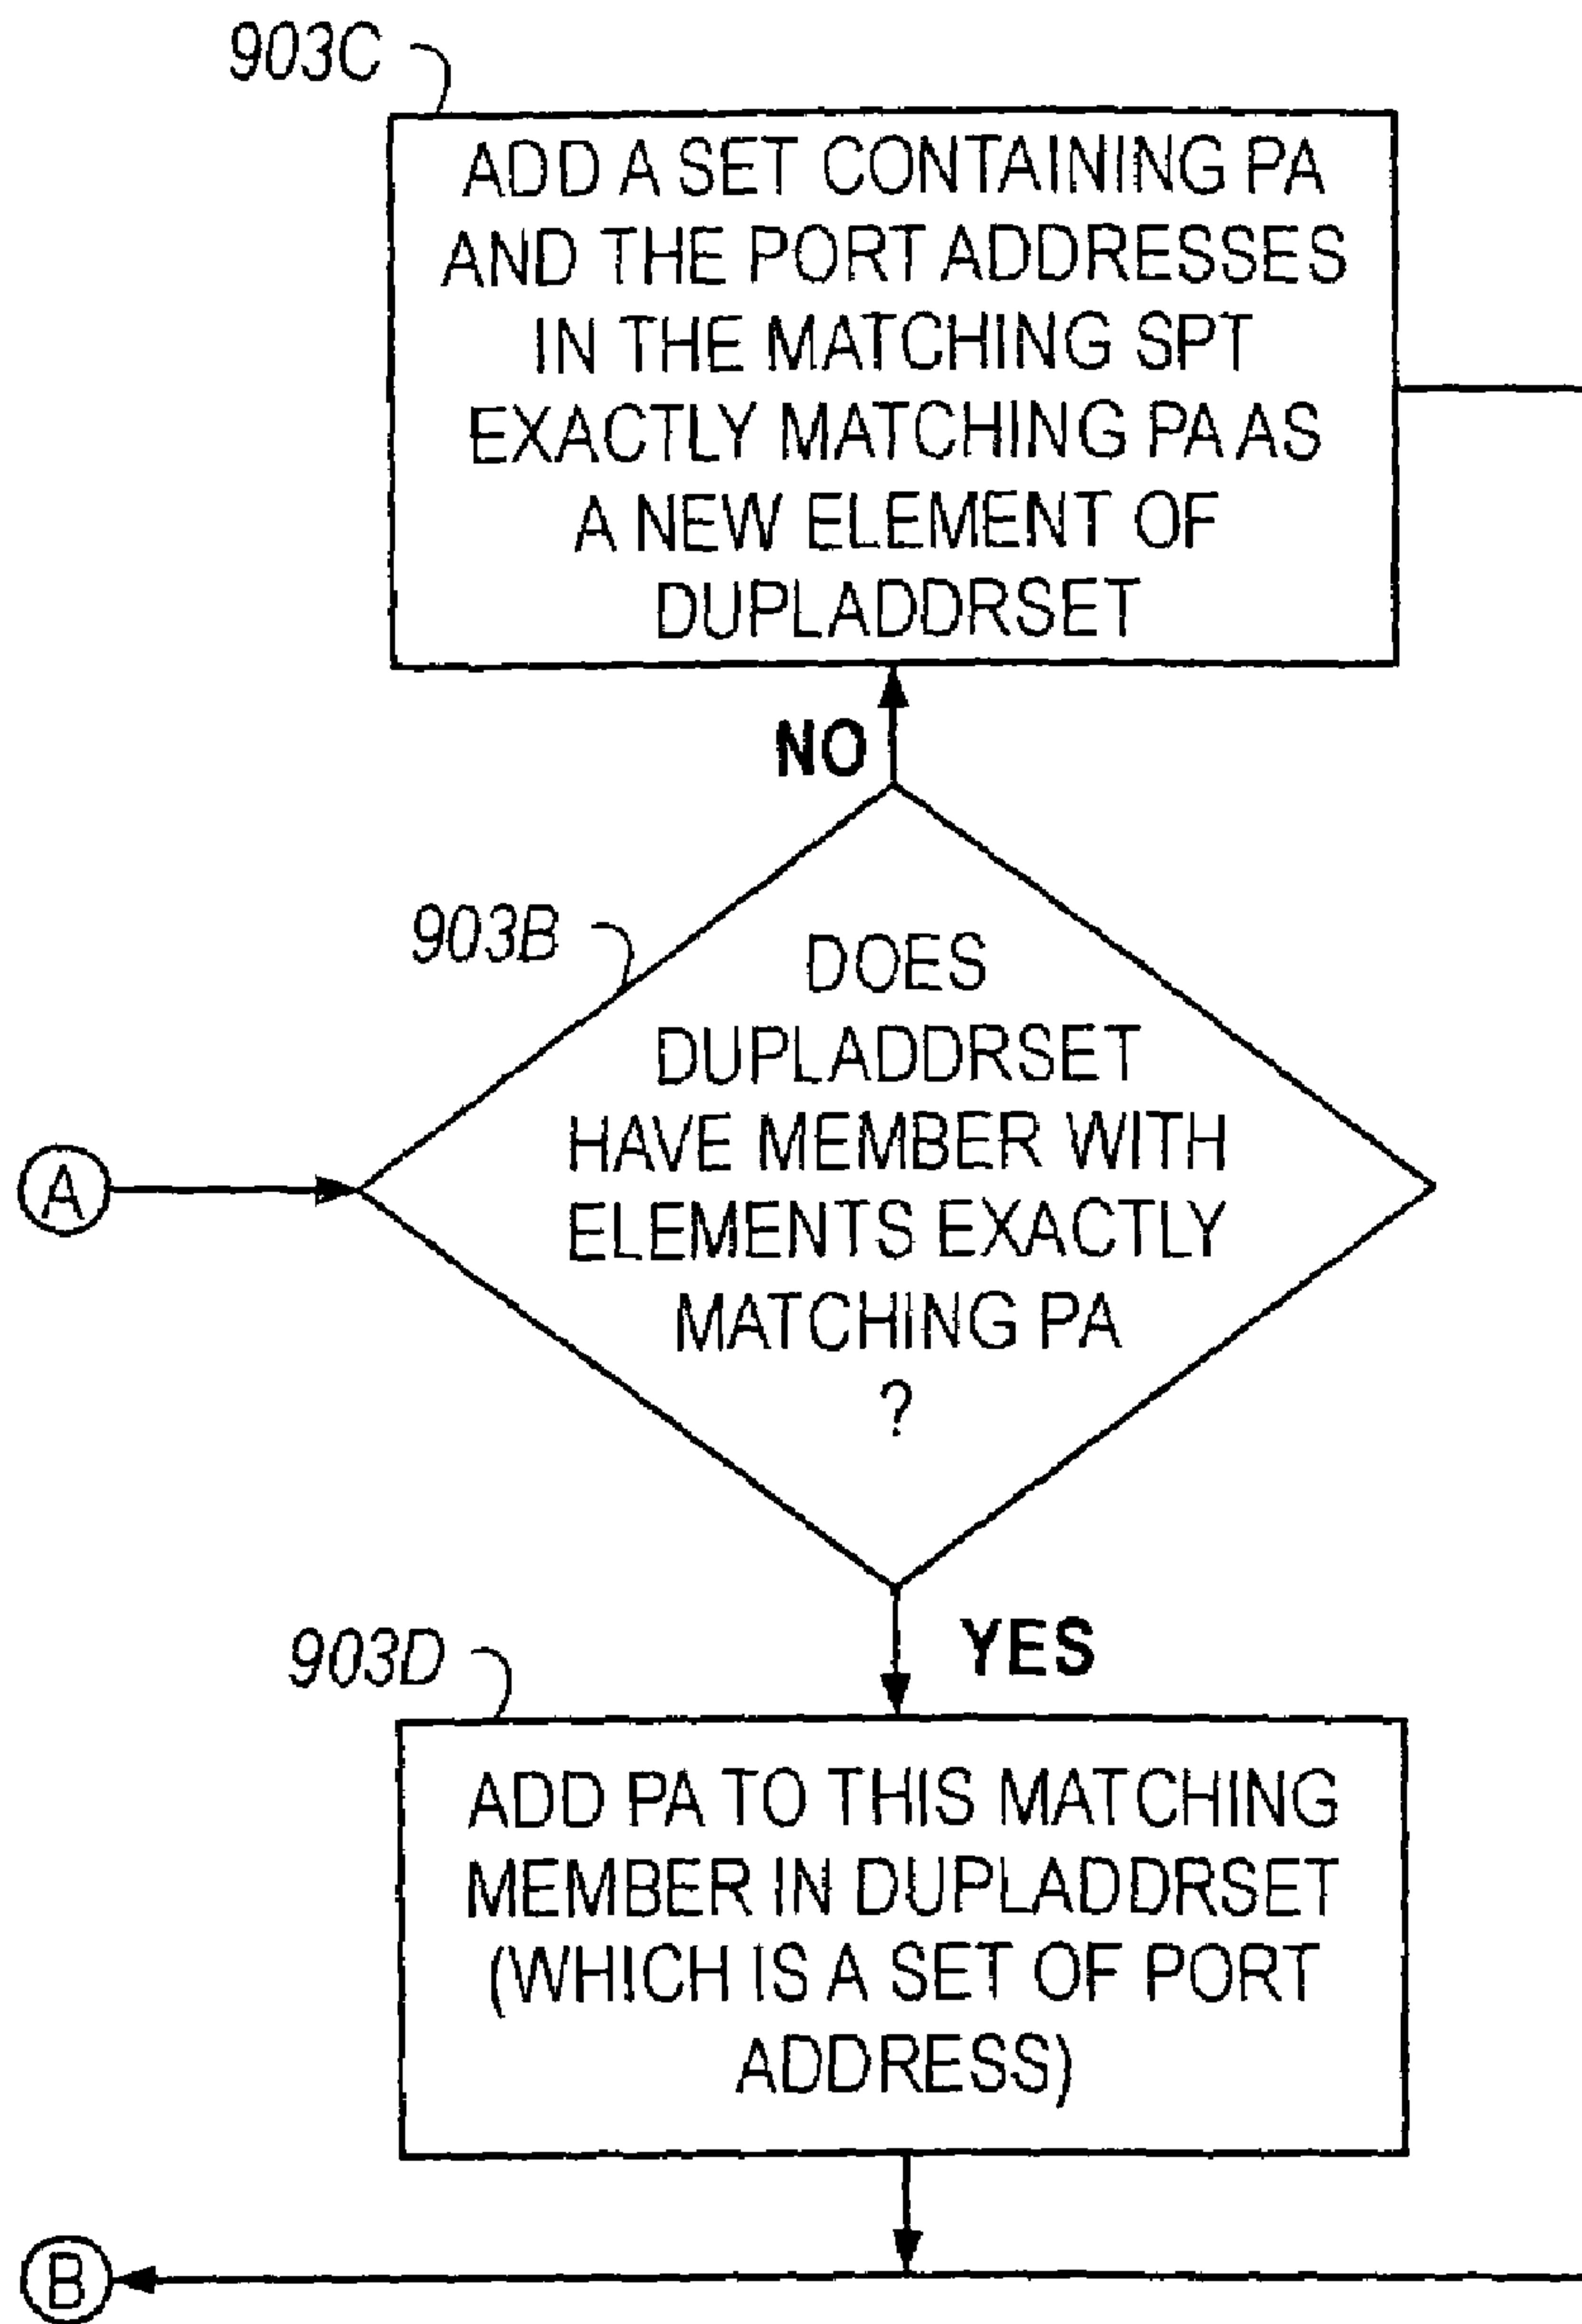 903C
ADD A SET CONTAINING PA
AND THE PORT ADDRESSES
IN THE MATCHING SPT
EXACTLY MATCHING PA AS
A NEW ELEMENT OF
DUPLADDRSET
NO
903B
DOES
DUPLADDRSET
HAVE MEMBER WITH
ELEMENTS EXACTLY
MATCHING PA
?
A
YES
903D
ADD PA TO THIS MATCHING
MEMBER IN DUPLADDRSET
(WHICH IS A SET OF PORT
ADDRESS)
B